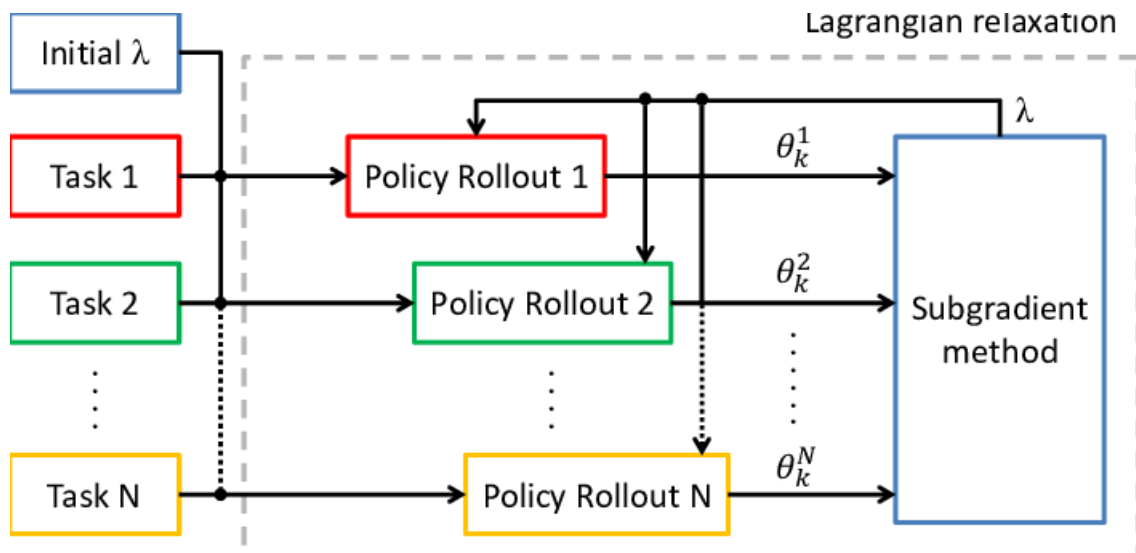 Lagrangian relaxation
Initial λ
λ
Task 1
Policy Rollout 1
θ_k^1
Task 2
Policy Rollout 2
θ_k^2
Subgradient
method
Task N
Policy Rollout N
θ_k^N